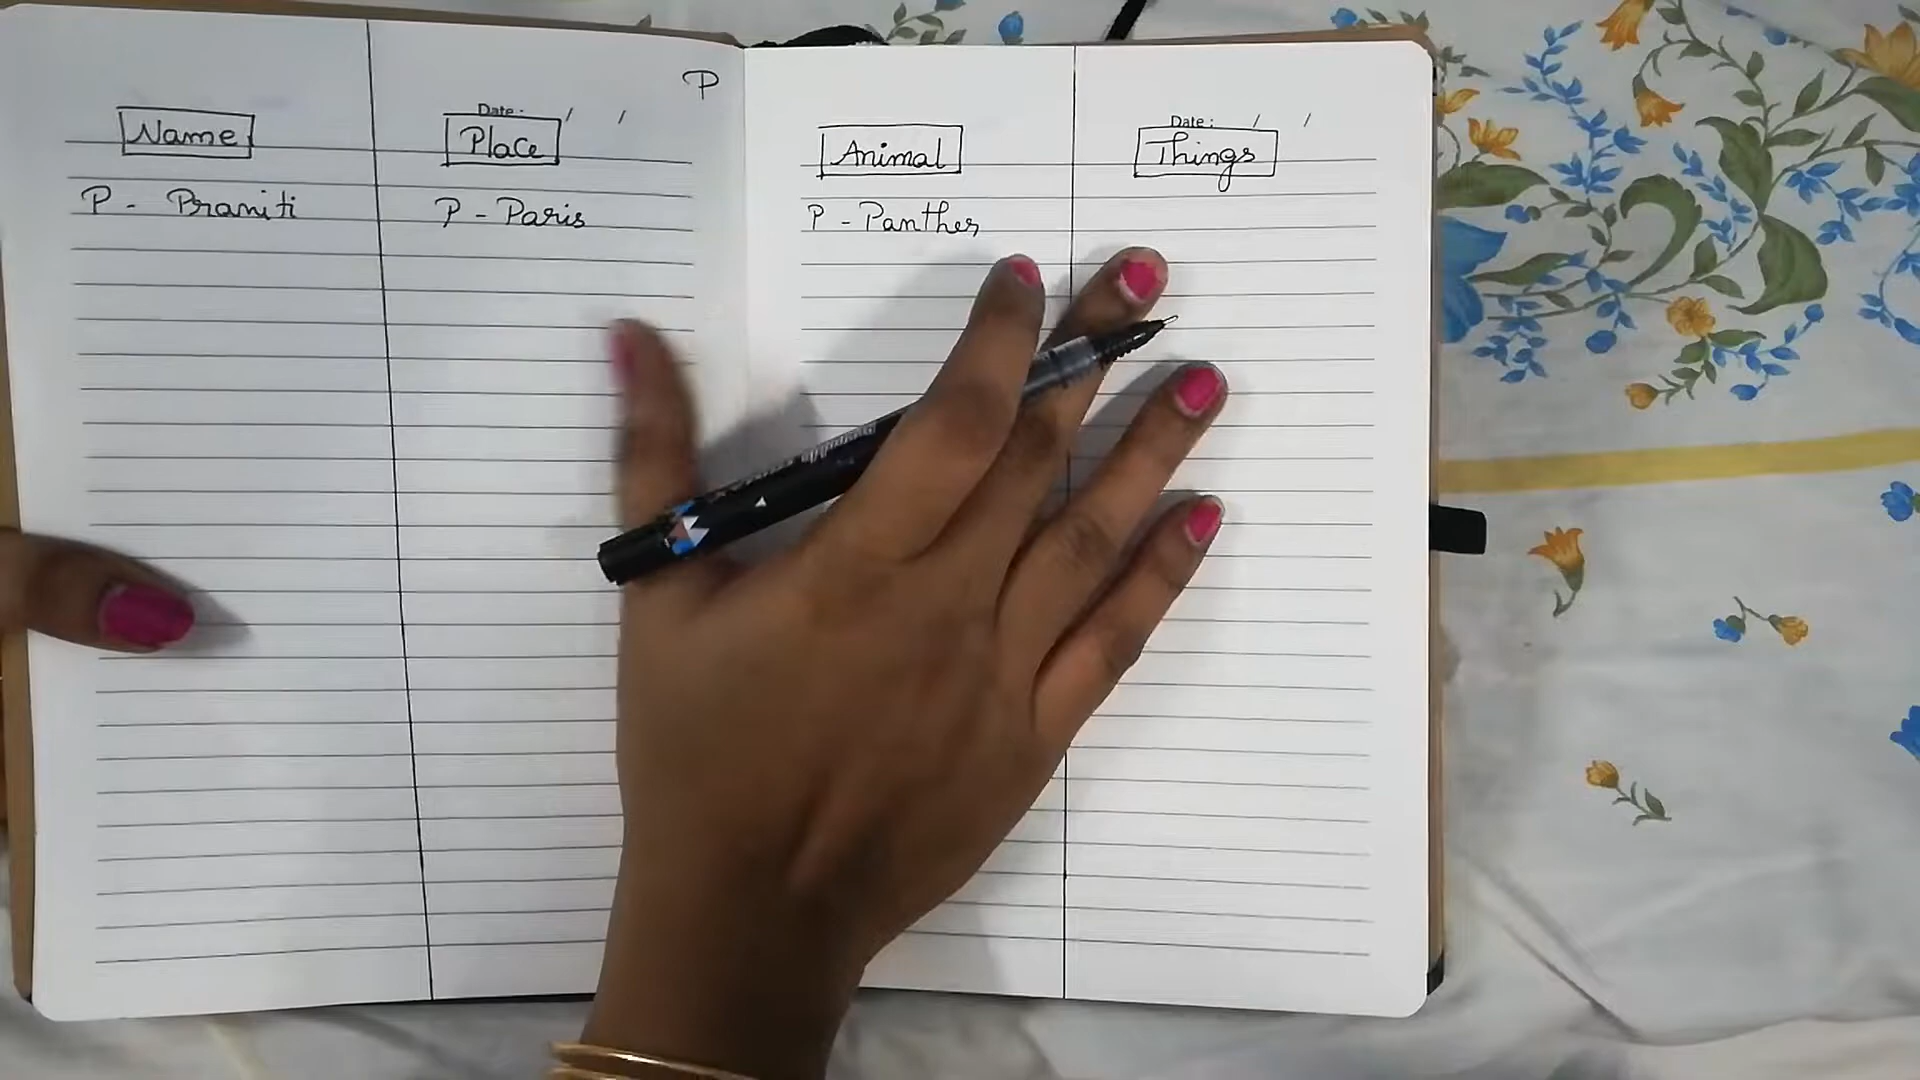 P
Name
Date: / /
Place
Date: / /
Animal
Things
P - Praniti
P - Paris
P - Panther